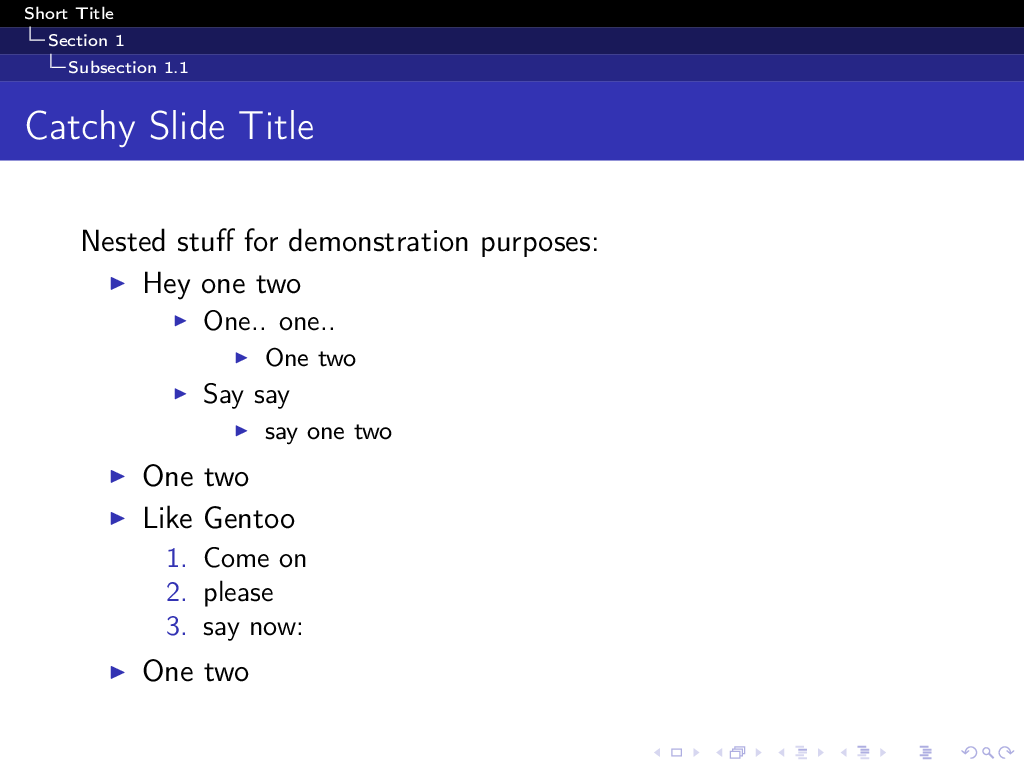 Short Title
Section 1
Subsection 1.1
Catchy Slide Title
Nested stuff for demonstration purposes:
Hey one two
One.. one..
One two
Say say
say one two
One two
Like Gentoo
1. Come on
2. please
3. say now:
One two